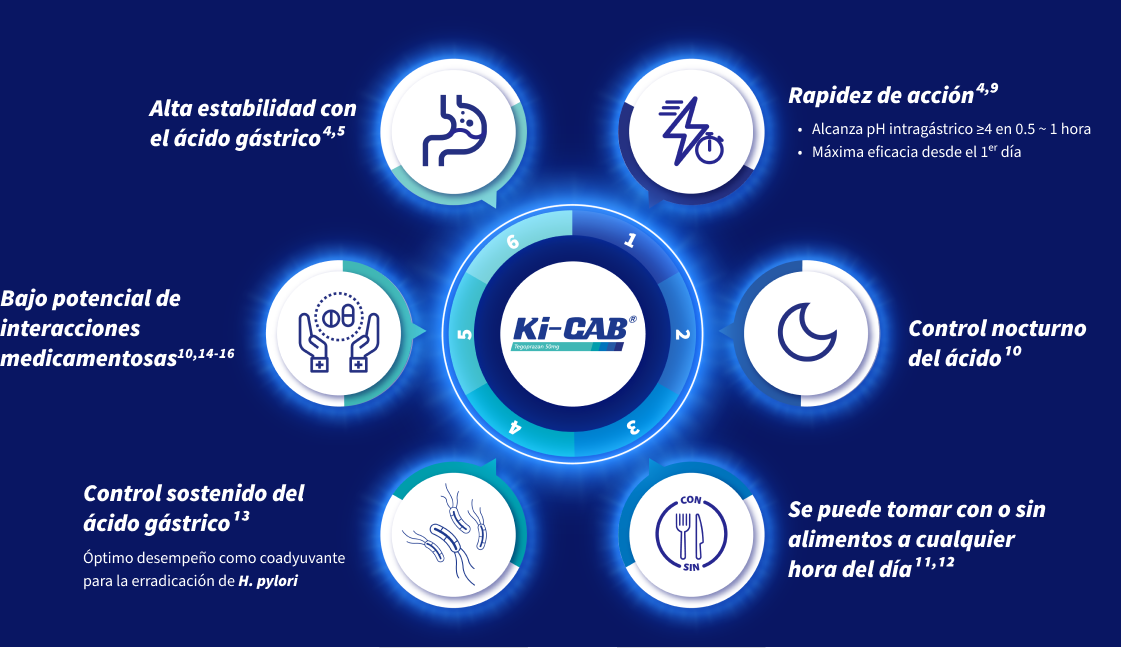 Alta estabilidad con
el ácido gástrico4,5
Rapidez de acción4,9
• Alcanza pH intragástrico ≥4 en 0.5 ~ 1 hora
• Máxima eficacia desde el 1er día
Bajo potencial de
interacciones
medicamentosas10,14-16
6
1
5
2
4
3
Ki-CAB®
Tegoprazan 50mg
Control nocturno
del ácido10
Control sostenido del
ácido gástrico13
Óptimo desempeño como coadyuvante
para la erradicación de H. pylori
CON
SIN
Se puede tomar con o sin
alimentos a cualquier
hora del día11,12